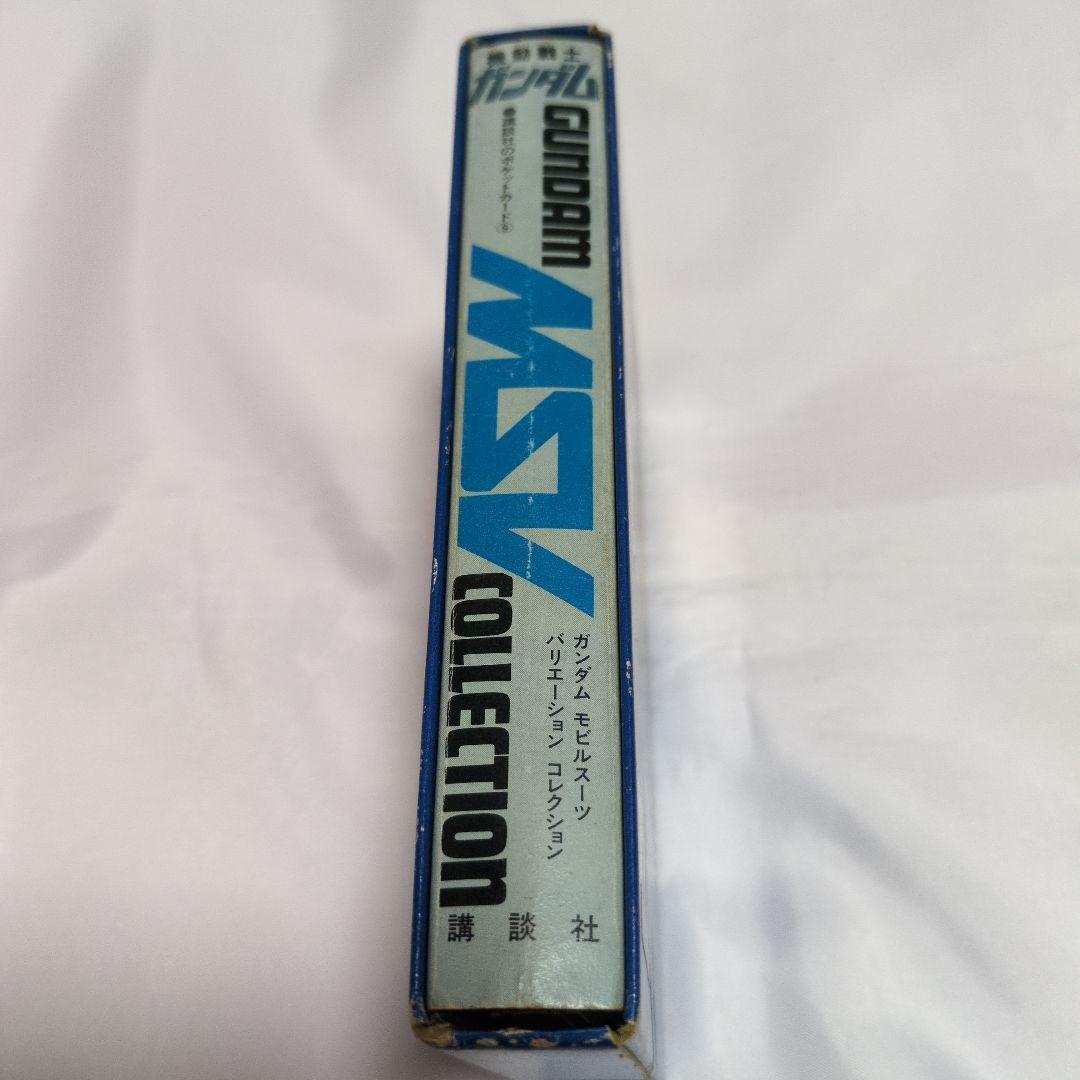 機動戦士
ガンダム
●講談社のポケットカード⑨
GUNDAM
MSV
COLLECTION
ガンダム モビルスーツ
バリエーション コレクション
講談社